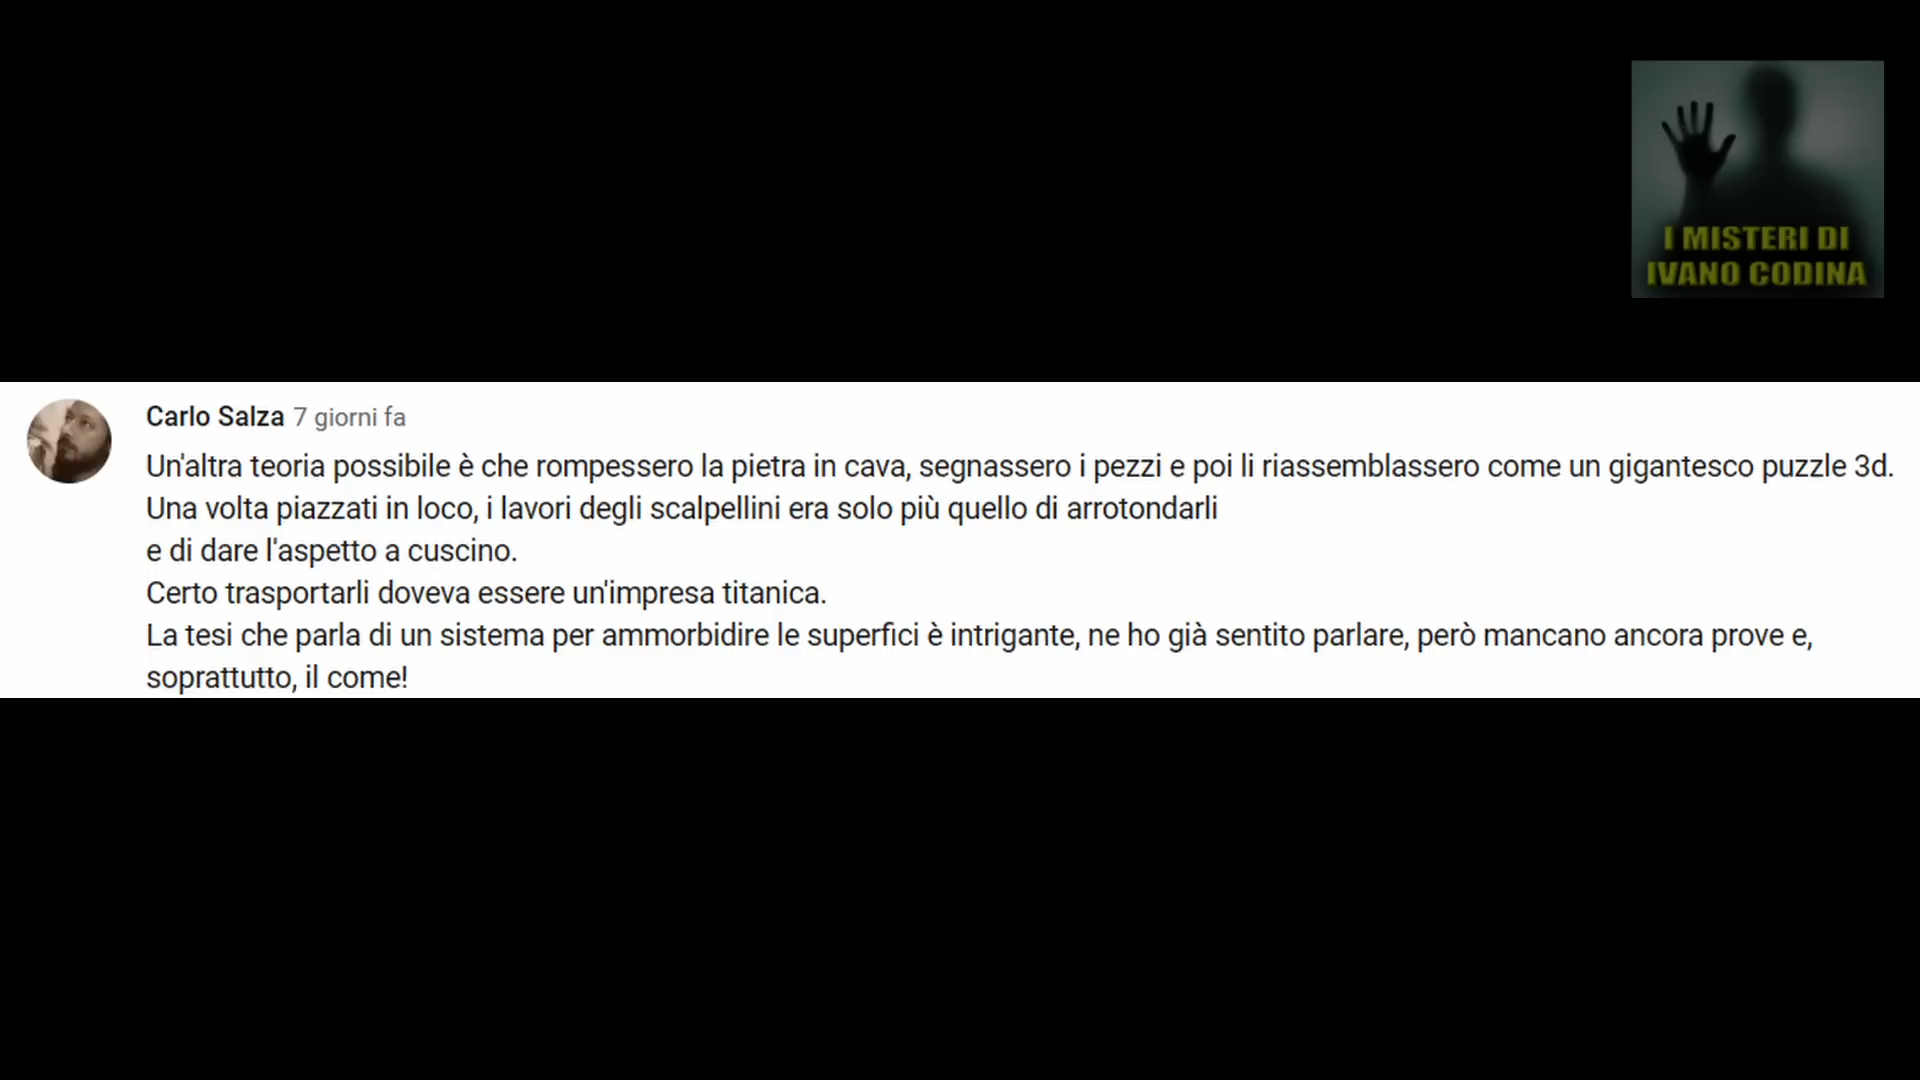 I MISTERI DI
IVANO CODINA
Carlo Salza 7 giorni fa
Un'altra teoria possibile è che rompessero la pietra in cava, segnassero i pezzi e poi li riassemblassero come un gigantesco puzzle 3d.
Una volta piazzati in loco, i lavori degli scalpellini era solo più quello di arrotondarli
e di dare l'aspetto a cuscino.
Certo trasportarli doveva essere un'impresa titanica.
La tesi che parla di un sistema per ammorbidire le superfici è intrigante, ne ho già sentito parlare, però mancano ancora prove e,
soprattutto, il come!